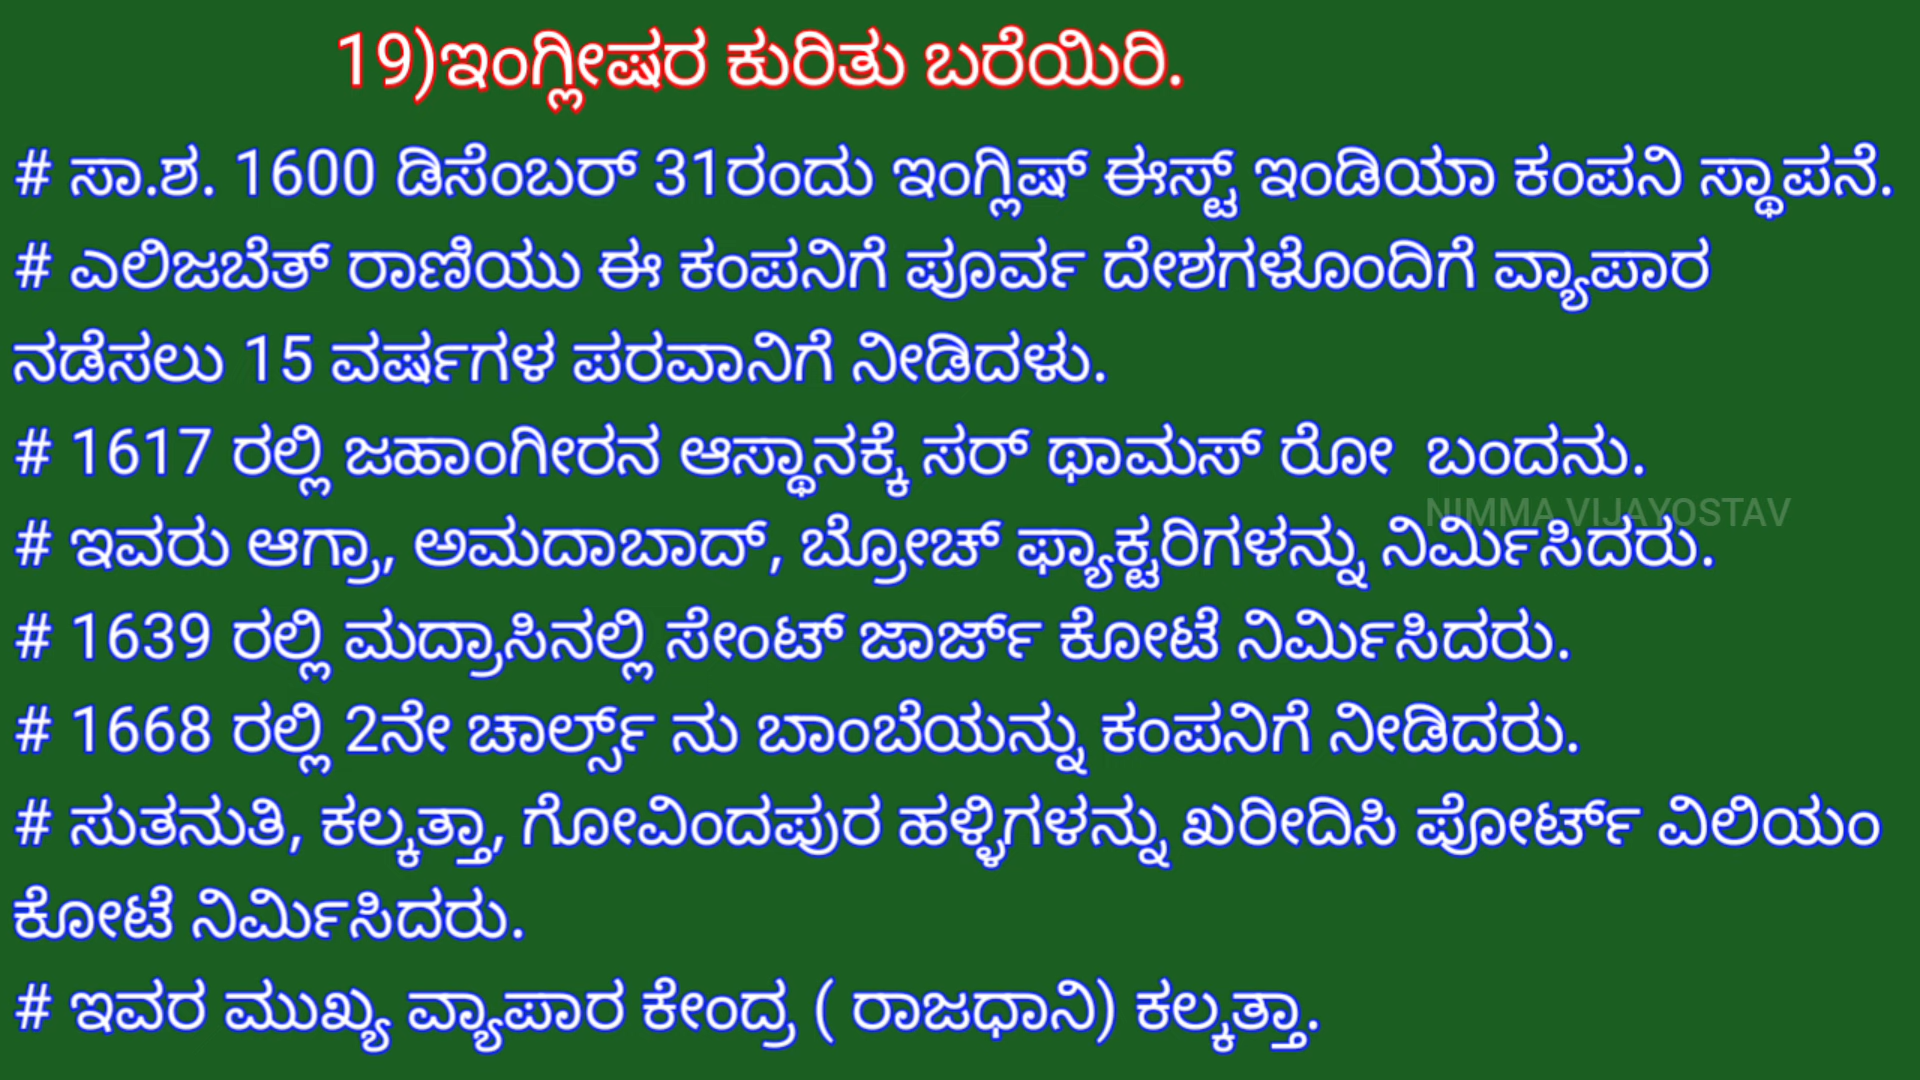 19)ಇಂಗ್ಲೀಷರ ಕುರಿತು ಬರೆಯಿರಿ.
# ಸಾ.ಶ. 1600 ಡಿಸೆಂಬರ್ 31ರಂದು ಇಂಗ್ಲಿಷ್ ಈಸ್ಟ್ ಇಂಡಿಯಾ ಕಂಪನಿ ಸ್ಥಾಪನೆ.
# ಎಲಿಜಬೆತ್ ರಾಣಿಯು ಈ ಕಂಪನಿಗೆ ಪೂರ್ವ ದೇಶಗಳೊಂದಿಗೆ ವ್ಯಾಪಾರ
ನಡೆಸಲು 15 ವರ್ಷಗಳ ಪರವಾನಿಗೆ ನೀಡಿದಳು.
# 1617 ರಲ್ಲಿ ಜಹಾಂಗೀರನ ಆಸ್ಥಾನಕ್ಕೆ ಸರ್ ಥಾಮಸ್ ರೋ ಬಂದನು.
NIMMA VIJAYOSTAV
# ಇವರು ಆಗ್ರಾ, ಅಮದಾಬಾದ್, ಬ್ರೋಚ್ ಫ್ಯಾಕ್ಟರಿಗಳನ್ನು ನಿರ್ಮಿಸಿದರು.
# 1639 ರಲ್ಲಿ ಮದ್ರಾಸಿನಲ್ಲಿ ಸೇಂಟ್ ಜಾರ್ಜ್ ಕೋಟೆ ನಿರ್ಮಿಸಿದರು.
# 1668 ರಲ್ಲಿ 2ನೇ ಚಾರ್ಲ್ಸ್ ನು ಬಾಂಬೆಯನ್ನು ಕಂಪನಿಗೆ ನೀಡಿದರು.
# ಸುತನುತಿ, ಕಲ್ಕತ್ತಾ, ಗೋವಿಂದಪುರ ಹಳ್ಳಿಗಳನ್ನು ಖರೀದಿಸಿ ಪೋರ್ಟ್ ವಿಲಿಯಂ
ಕೋಟೆ ನಿರ್ಮಿಸಿದರು.
# ಇವರ ಮುಖ್ಯ ವ್ಯಾಪಾರ ಕೇಂದ್ರ ( ರಾಜಧಾನಿ) ಕಲ್ಕತ್ತಾ.